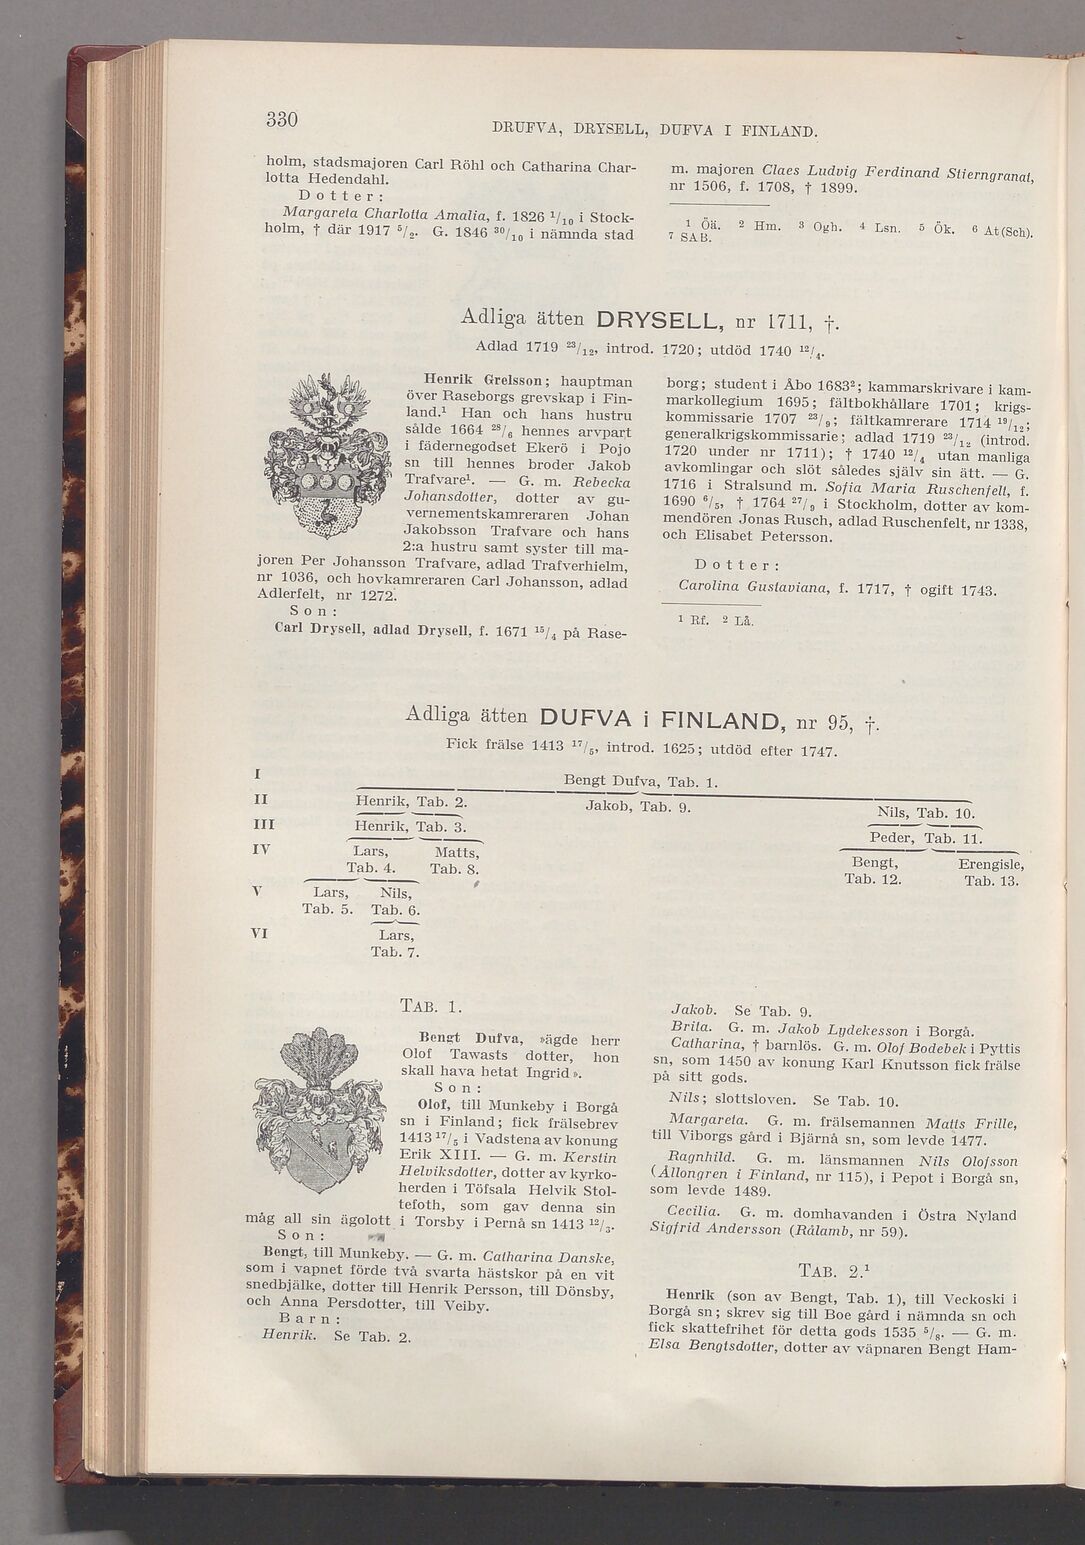 330
DRUFVA, DRYSELL, DUFVA I FINLAND.
holm, stadsmajoren Carl Röhl och Catharina Char-
lotta Hedendahl.
Dotter:
Margareta Charlotta Amalia, f. 1826 1/10 i Stock-
holm, † där 1917 5/2. G. 1846 30/10 i nämnda stad
m. majoren Claes Ludvig Ferdinand Stierngranat,
nr 1506, f. 1708, † 1899.
1 Öä. 2 Hm. 3 Ogh. 4 Lsn. 5 Ök. 6 At(Sch).
7 SAB.
Adliga ätten DRYSELL, nr 1711, †.
Adlad 1719 23/12, introd. 1720; utdöd 1740 12/4.
Henrik Grelsson; hauptman
över Raseborgs grevskap i Fin-
land.1 Han och hans hustru
sålde 1664 28/6 hennes arvpart
i fädernegodset Ekerö i Pojo
sn till hennes broder Jakob
Trafvare1. — G. m. Rebecka
Johansdotter, dotter av gu-
vernementskamreraren Johan
Jakobsson Trafvare och hans
2:a hustru samt syster till ma-
joren Per Johansson Trafvare, adlad Trafverhielm,
nr 1036, och hovkamreraren Carl Johansson, adlad
Adlerfelt, nr 1272.
Son:
Carl Drysell, adlad Drysell, f. 1671 15/4 på Rase-
borg; student i Åbo 16832; kammarskrivare i kam-
markollegium 1695; fältbokhållare 1701; krigs-
kommissarie 1707 23/9; fältkamrerare 1714 19/12;
generalkrigskommissarie; adlad 1719 23/12 (introd.
1720 under nr 1711); † 1740 12/4 utan manliga
avkomlingar och slöt således själv sin ätt. — G.
1716 i Stralsund m. Sofia Maria Ruschenfelt, f.
1690 6/5, † 1764 27/9 i Stockholm, dotter av kom-
mendören Jonas Rusch, adlad Ruschenfelt, nr 1338,
och Elisabet Petersson.
Dotter:
Carolina Gustaviana, f. 1717, † ogift 1743.
1 Rf. 2 Lå.
Adliga ätten DUFVA i FINLAND, nr 95, †.
Fick frälse 1413 17/5, introd. 1625; utdöd efter 1747.
I Bengt Dufva, Tab. 1.
II Henrik, Tab. 2. Jakob, Tab. 9. Nils, Tab. 10.
III Henrik, Tab. 3. Peder, Tab. 11.
IV Lars, Matts, Bengt, Erengisle,
Tab. 4. Tab. 8. Tab. 12. Tab. 13.
V Lars, Nils,
Tab. 5. Tab. 6.
VI Lars,
Tab. 7.
TAB. 1.
Bengt Dufva, »ägde herr
Olof Tawasts dotter, hon
skall hava hetat Ingrid».
Son:
Olof, till Munkeby i Borgå
sn i Finland; fick frälsebrev
1413 17/5 i Vadstena av konung
Erik XIII. — G. m. Kerstin
Helviksdotter, dotter av kyrko-
herden i Töfsala Helvik Stol-
tefoth, som gav denna sin
måg all sin ägolott i Torsby i Pernå sn 1413 12/3.
Son:
Bengt, till Munkeby. — G. m. Catharina Danske,
som i vapnet förde två svarta hästskor på en vit
snedbjälke, dotter till Henrik Persson, till Dönsby,
och Anna Persdotter, till Veiby.
Barn:
Henrik. Se Tab. 2.
Jakob. Se Tab. 9.
Brita. G. m. Jakob Lydekesson i Borgå.
Catharina, † barnlös. G. m. Olof Bodebek i Pyttis
sn, som 1450 av konung Karl Knutsson fick frälse
på sitt gods.
Nils; slottsloven. Se Tab. 10.
Margareta. G. m. frälsemannen Matts Frille,
till Viborgs gård i Bjärnå sn, som levde 1477.
Ragnhild. G. m. länsmannen Nils Olofsson
(Ållongren i Finland, nr 115), i Pepot i Borgå sn,
som levde 1489.
Cecilia. G. m. domhavanden i Östra Nyland
Sigfrid Andersson (Rålamb, nr 59).
TAB. 2.1
Henrik (son av Bengt, Tab. 1), till Veckoski i
Borgå sn; skrev sig till Boe gård i nämnda sn och
fick skattefrihet för detta gods 1535 5/8. — G. m.
Elsa Bengtsdotter, dotter av väpnaren Bengt Ham-